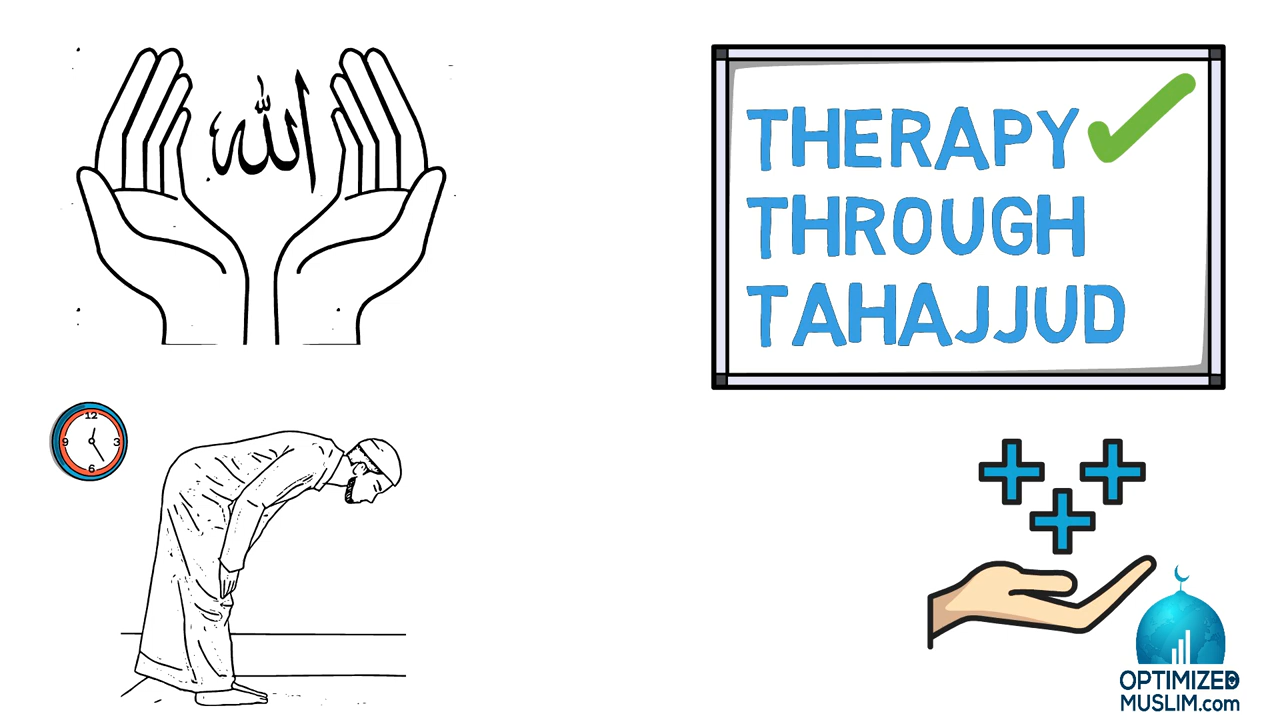 الله
THERAPY
THROUGH
TAHAJJUD
12
9 3
6
OPTIMIZED
MUSLIM.com